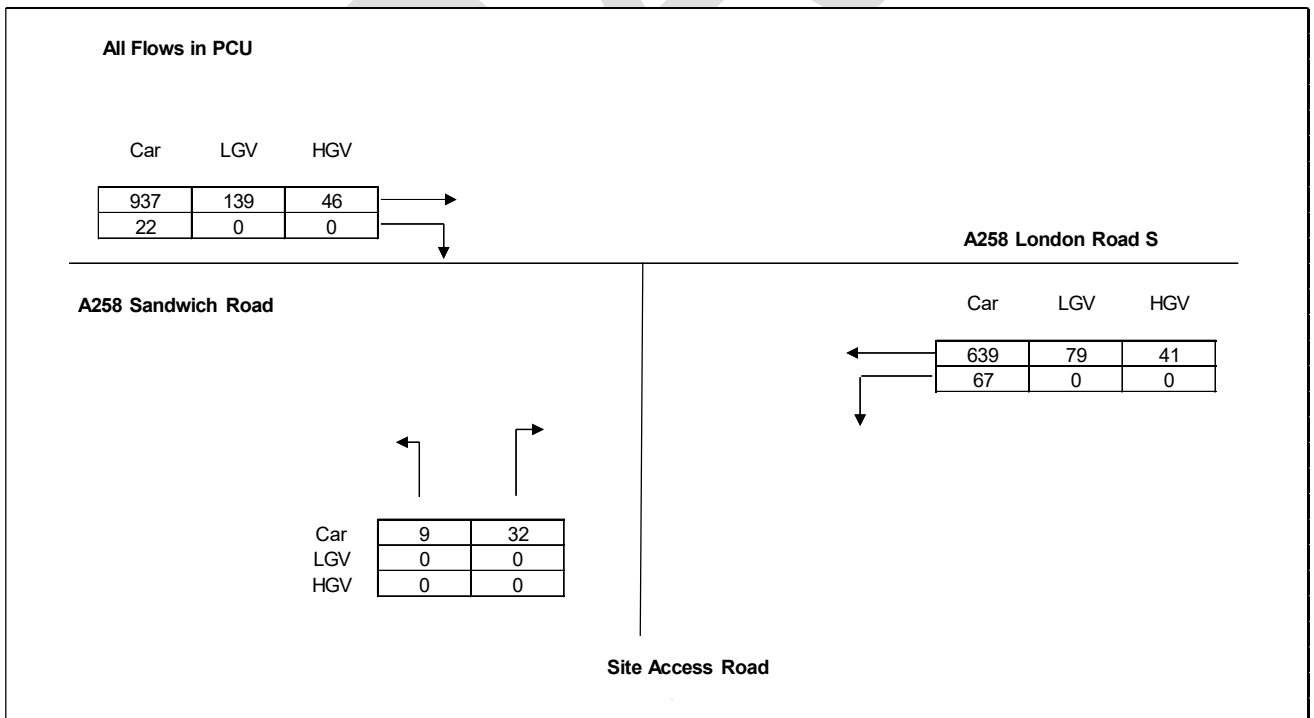 All Flows in PCU
Car LGV HGV
937 139 46
22 0 0
A258 London Road S
A258 Sandwich Road
Car LGV HGV
639 79 41
67 0 0
Car 9 32
LGV 0 0
HGV 0 0
Site Access Road